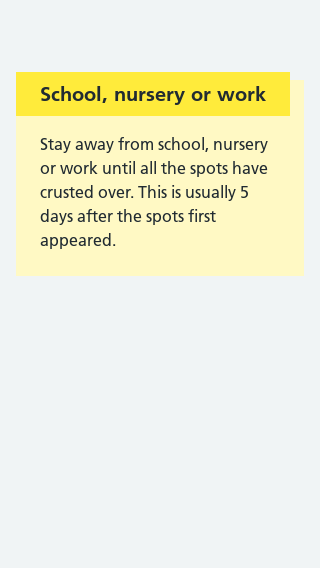 School, nursery or work
Stay away from school, nursery
or work until all the spots have
crusted over. This is usually 5
days after the spots first
appeared.